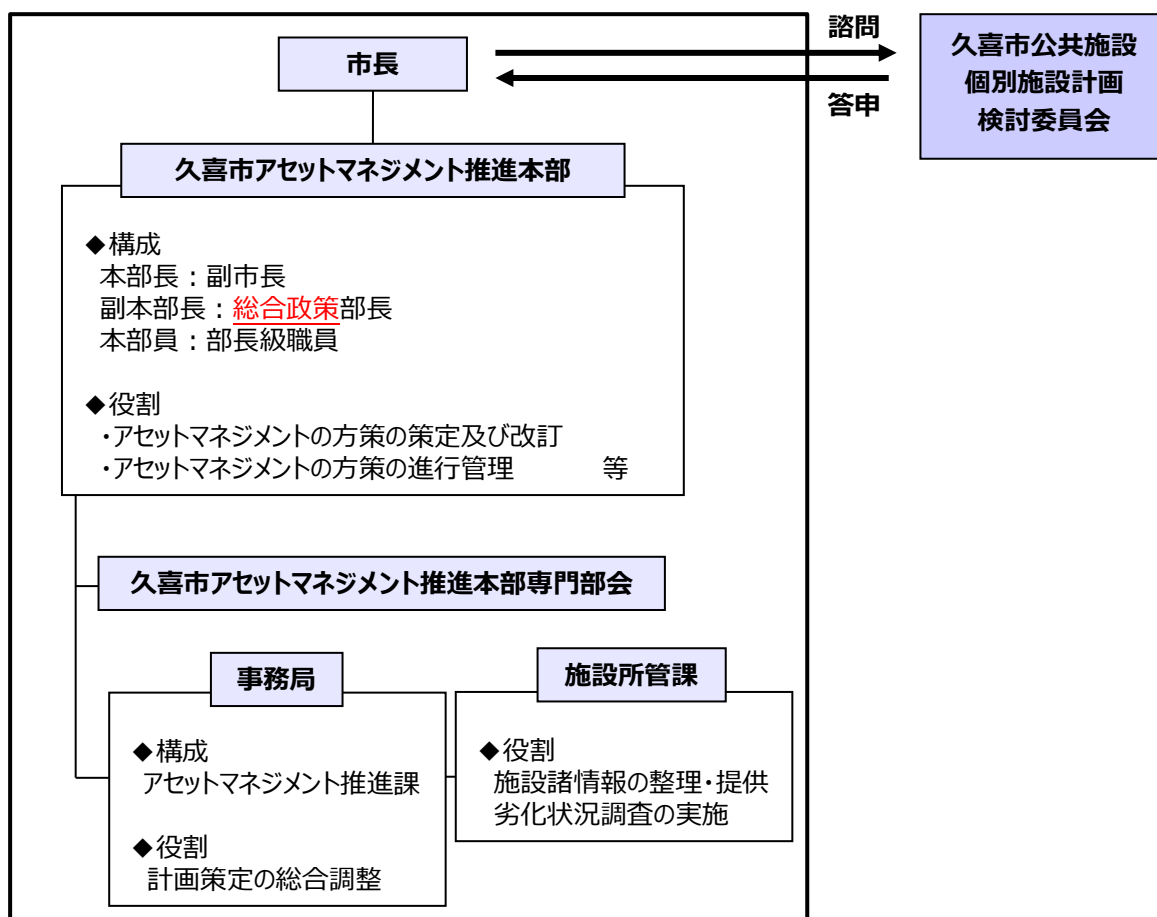 市長
諮問
答申
久喜市公共施設
個別施設計画
検討委員会
久喜市アセットマネジメント推進本部
◆構成
本部長：副市長
副本部長：総合政策部長
本部員：部長級職員
◆役割
・アセットマネジメントの方策の策定及び改訂
・アセットマネジメントの方策の進行管理　　　等
久喜市アセットマネジメント推進本部専門部会
事務局
◆構成
アセットマネジメント推進課
◆役割
計画策定の総合調整
施設所管課
◆役割
施設諸情報の整理・提供
劣化状況調査の実施